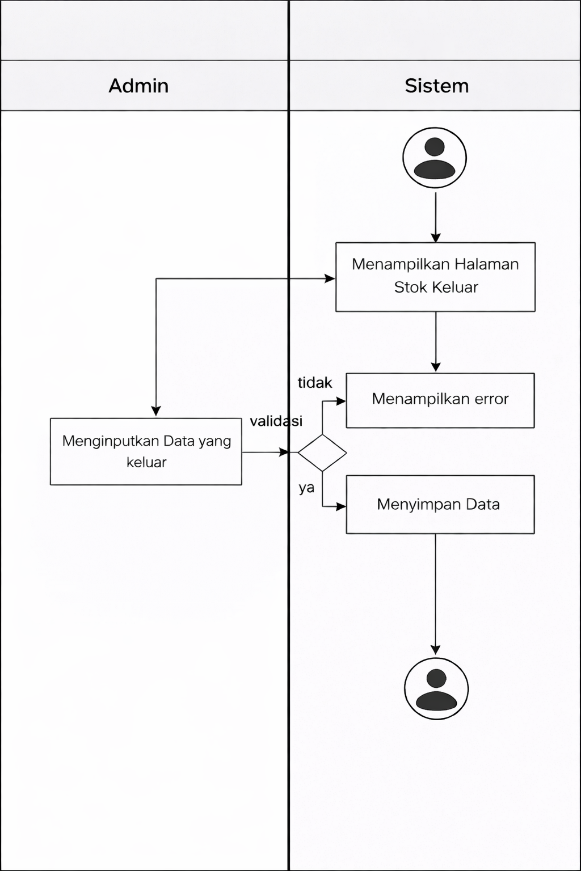 Admin
Sistem
Menampilkan Halaman
Stok Keluar
tidak
Menampilkan error
validasi
Menginputkan Data yang
keluar
ya
Menyimpan Data